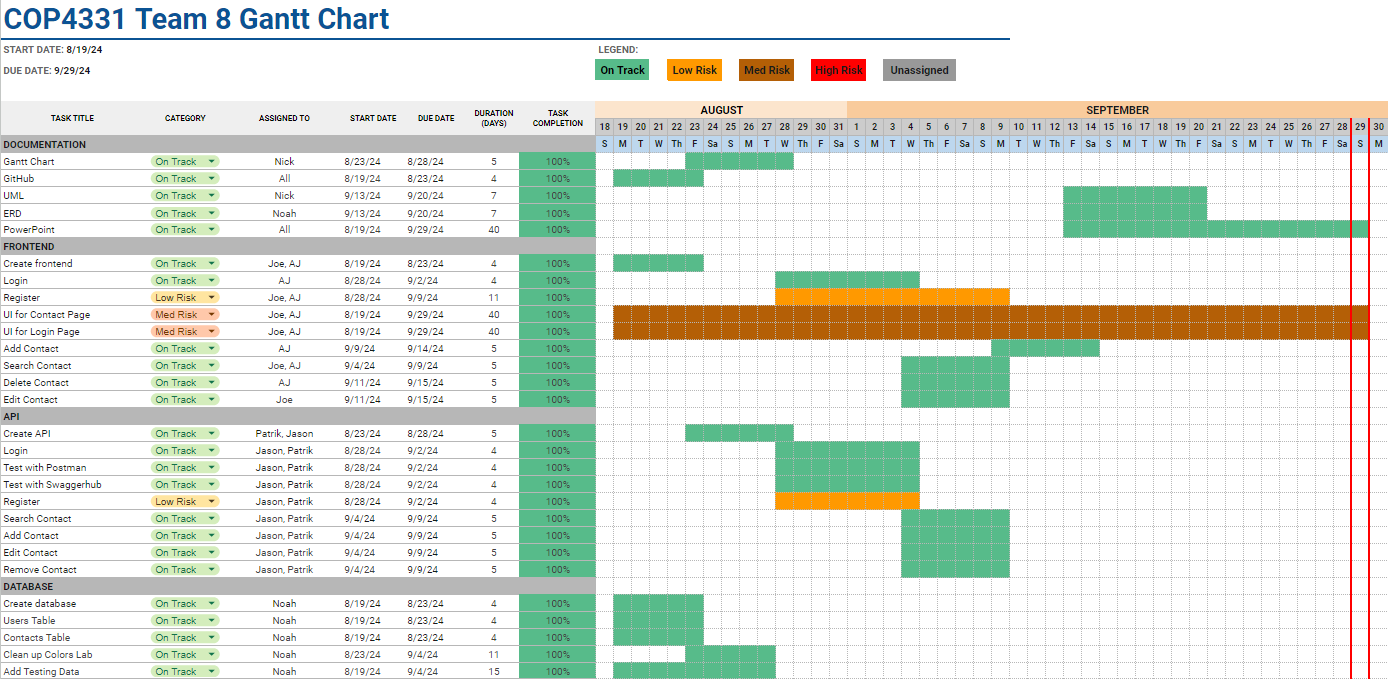 COP4331 Team 8 Gantt Chart
START DATE: 8/19/24 LEGEND:
DUE DATE: 9/29/24 On Track Low Risk Med Risk High Risk Unassigned
TASK TITLE CATEGORY ASSIGNED TO START DATE DUE DATE DURATION (DAYS) TASK COMPLETION AUGUST SEPTEMBER
18 19 20 21 22 23 24 25 26 27 28 29 30 31 1 2 3 4 5 6 7 8 9 10 11 12 13 14 15 16 17 18 19 20 21 22 23 24 25 26 27 28 29 30
DOCUMENTATION S M T W Th F Sa S M T W Th F Sa S M T W Th F Sa S M T W Th F Sa S M T W Th F Sa S M T W Th F Sa S M
Gantt Chart On Track Nick 8/23/24 8/28/24 5 100%
GitHub On Track All 8/19/24 8/23/24 4 100%
UML On Track Nick 9/13/24 9/20/24 7 100%
ERD On Track Noah 9/13/24 9/20/24 7 100%
PowerPoint On Track All 8/19/24 9/29/24 40 100%
FRONTEND
Create frontend On Track Joe, AJ 8/19/24 8/23/24 4 100%
Login On Track AJ 8/28/24 9/2/24 4 100%
Register Low Risk Joe, AJ 8/28/24 9/9/24 11 100%
UI for Contact Page Med Risk Joe, AJ 8/19/24 9/29/24 40 100%
UI for Login Page Med Risk Joe, AJ 8/19/24 9/29/24 40 100%
Add Contact On Track AJ 9/9/24 9/14/24 5 100%
Search Contact On Track Joe, AJ 9/4/24 9/9/24 5 100%
Delete Contact On Track AJ 9/11/24 9/15/24 5 100%
Edit Contact On Track Joe 9/11/24 9/15/24 5 100%
API
Create API On Track Patrik, Jason 8/23/24 8/28/24 5 100%
Login On Track Jason, Patrik 8/28/24 9/2/24 4 100%
Test with Postman On Track Jason, Patrik 8/28/24 9/2/24 4 100%
Test with Swaggerhub On Track Jason, Patrik 8/28/24 9/2/24 4 100%
Register Low Risk Jason, Patrik 8/28/24 9/2/24 4 100%
Search Contact On Track Jason, Patrik 9/4/24 9/9/24 5 100%
Add Contact On Track Jason, Patrik 9/4/24 9/9/24 5 100%
Edit Contact On Track Jason, Patrik 9/4/24 9/9/24 5 100%
Remove Contact On Track Jason, Patrik 9/4/24 9/9/24 5 100%
DATABASE
Create database On Track Noah 8/19/24 8/23/24 4 100%
Users Table On Track Noah 8/19/24 8/23/24 4 100%
Contacts Table On Track Noah 8/19/24 8/23/24 4 100%
Clean up Colors Lab On Track Noah 8/23/24 9/4/24 11 100%
Add Testing Data On Track Noah 8/19/24 9/4/24 15 100%